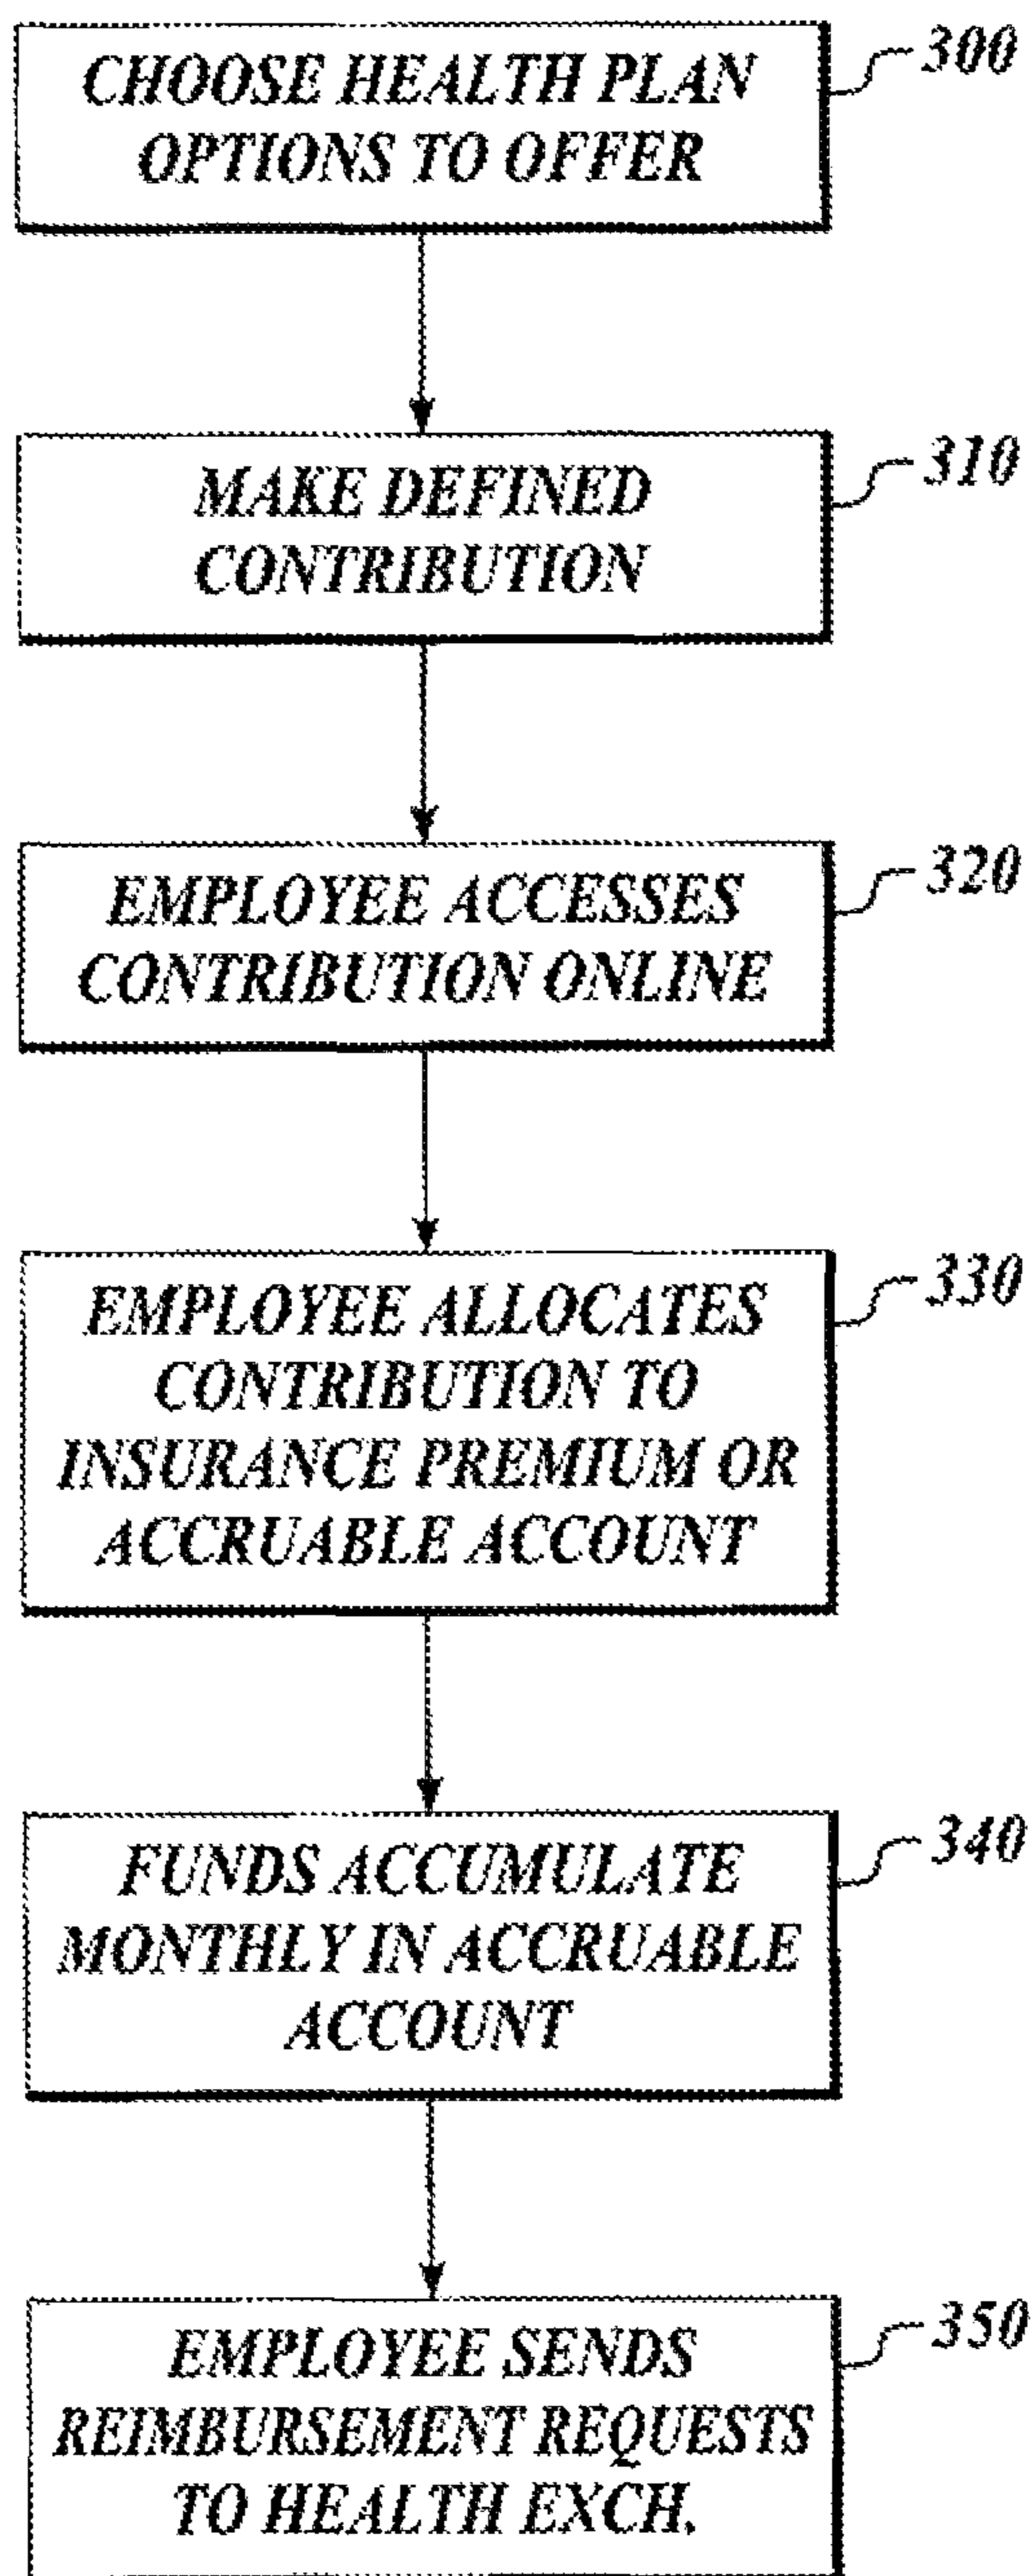 CHOOSE HEALTH PLAN
OPTIONS TO OFFER
300
MAKE DEFINED
CONTRIBUTION
310
EMPLOYEE ACCESSES
CONTRIBUTION ONLINE
320
EMPLOYEE ALLOCATES
CONTRIBUTION TO
INSURANCE PREMIUM OR
ACCRUABLE ACCOUNT
330
FUNDS ACCUMULATE
MONTHLY IN ACCRUABLE
ACCOUNT
340
EMPLOYEE SENDS
REIMBURSEMENT REQUESTS
TO HEALTH EXCH.
350